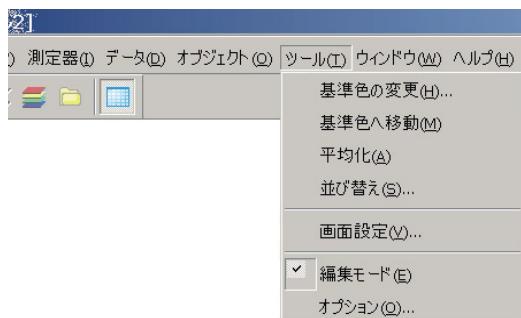 2]
) 測定器(I) データ(D) オブジェクト(O) ツール(T) ウィンドウ(W) ヘルプ(H)
基準色の変更(H)...
基準色へ移動(M)
平均化(A)
並び替え(S)...
画面設定(V)...
編集モード(E)
オプション(O)...